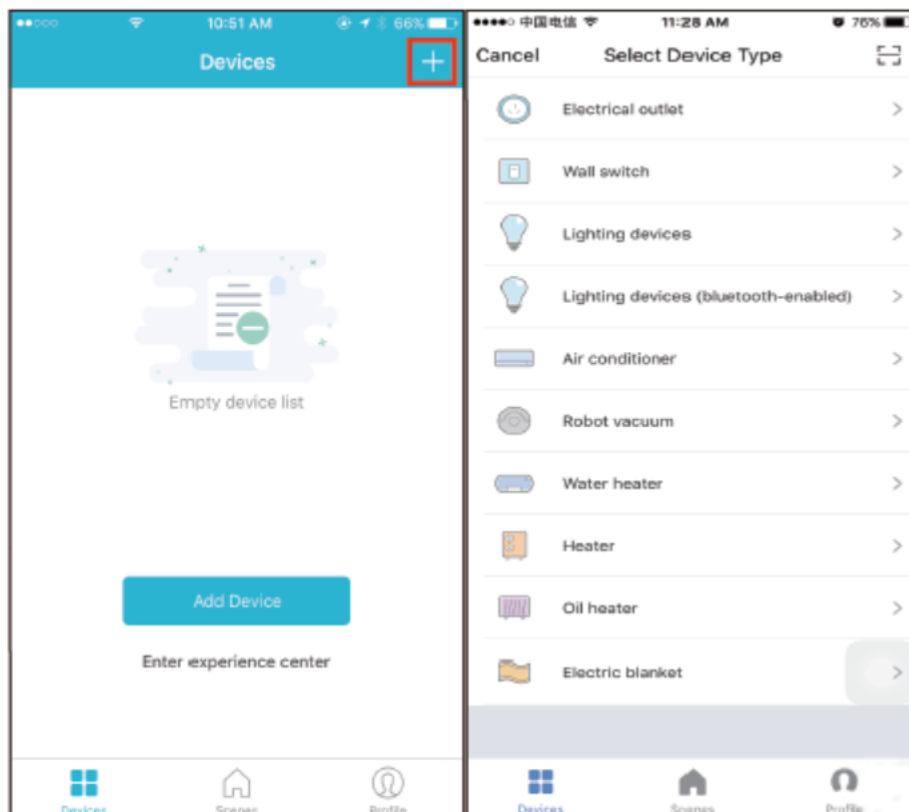 10:51 AM
66%
Devices
Empty device list
Add Device
Enter experience center
Devices
Scenes
Profile
中国电信
11:28 AM
76%
Cancel
Select Device Type
Electrical outlet
Wall switch
Lighting devices
Lighting devices (bluetooth-enabled)
Air conditioner
Robot vacuum
Water heater
Heater
Oil heater
Electric blanket
Devices
Scenes
Profile